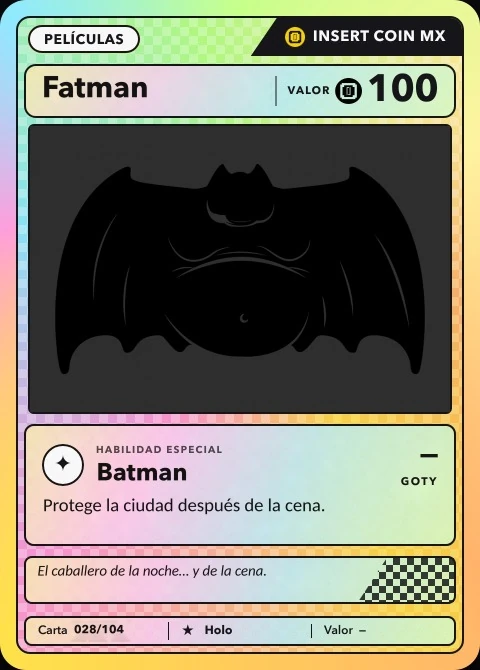 PELÍCULAS
INSERT COIN MX
Fatman
VALOR 100
HABILIDAD ESPECIAL
Batman
–
GOTY
Protege la ciudad después de la cena.
El caballero de la noche... y de la cena.
Carta 028/104 ★ Holo Valor –